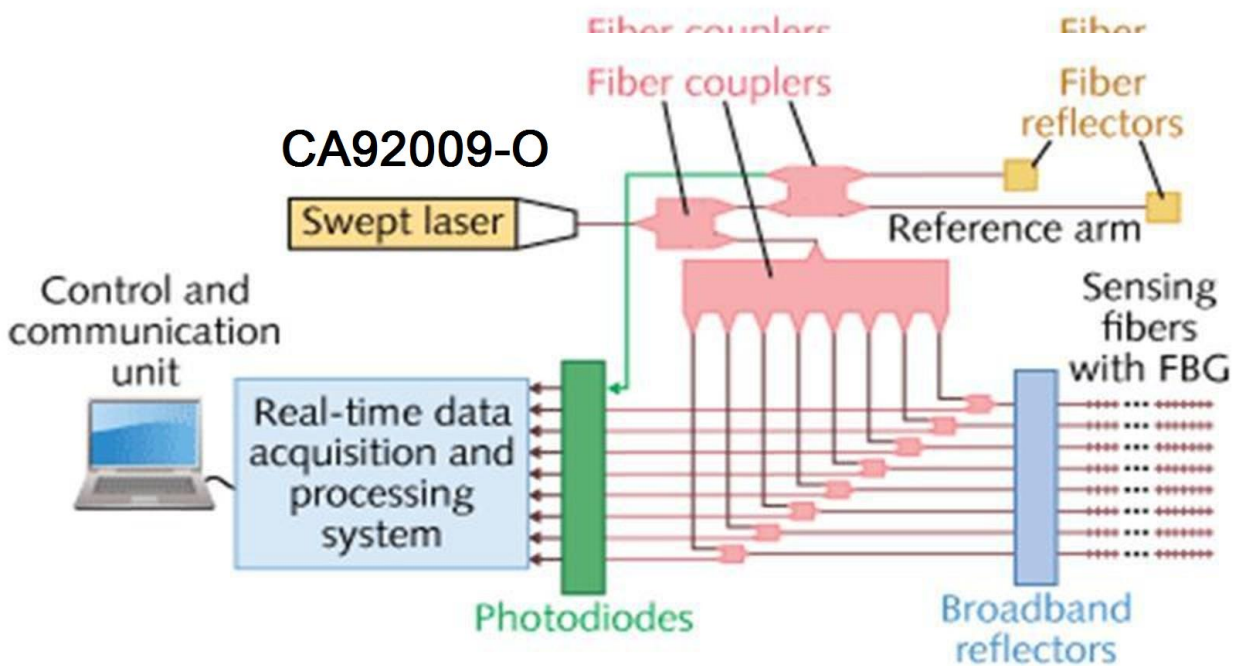 Fiber couplers
Fiber
Fiber couplers
Fiber
reflectors
CA92009-O
Swept laser
Reference arm
Control and
communication
unit
Sensing
fibers
with FBG
Real-time data
acquisition and
processing
system
Photodiodes
Broadband
reflectors